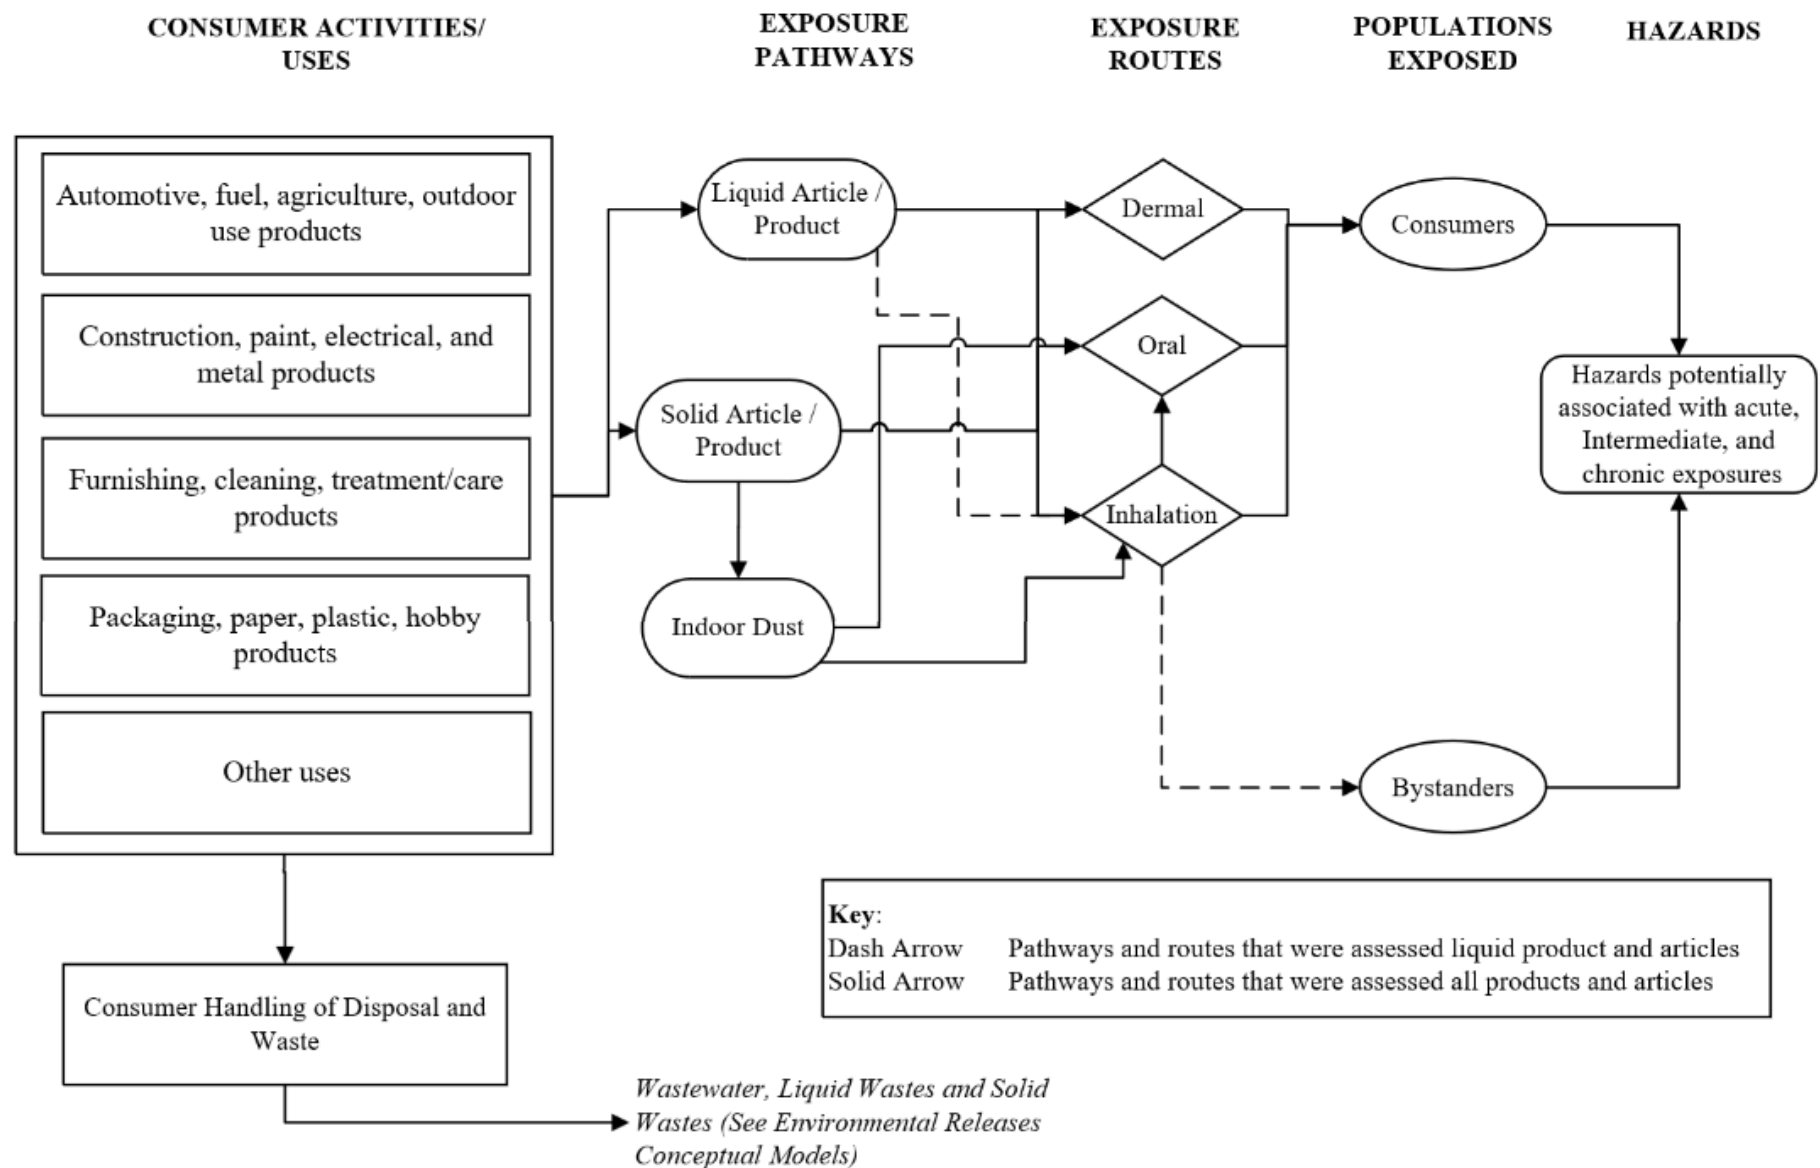 CONSUMER ACTIVITIES/
USES
EXPOSURE
PATHWAYS
EXPOSURE
ROUTES
POPULATIONS
EXPOSED
HAZARDS
Automotive, fuel, agriculture, outdoor
use products
Construction, paint, electrical, and
metal products
Furnishing, cleaning, treatment/care
products
Packaging, paper, plastic, hobby
products
Other uses
Consumer Handling of Disposal and
Waste
Wastewater, Liquid Wastes and Solid
Wastes (See Environmental Releases
Conceptual Models)
Liquid Article /
Product
Solid Article /
Product
Indoor Dust
Dermal
Oral
Inhalation
Consumers
Bystanders
Hazards potentially
associated with acute,
Intermediate, and
chronic exposures
Key:
Dash Arrow Pathways and routes that were assessed liquid product and articles
Solid Arrow Pathways and routes that were assessed all products and articles